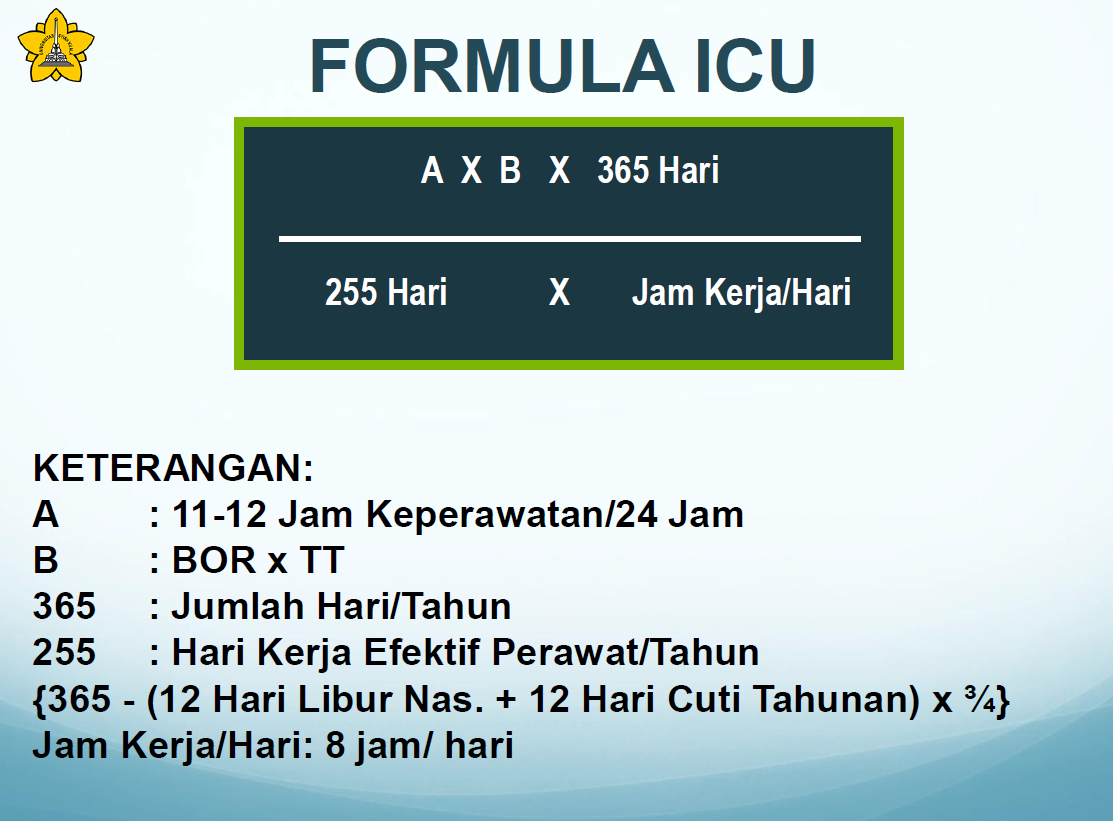 FORMULA ICU
A X B X 365 Hari
255 Hari X Jam Kerja/Hari
KETERANGAN:
A : 11-12 Jam Keperawatan/24 Jam
B : BOR x TT
365 : Jumlah Hari/Tahun
255 : Hari Kerja Efektif Perawat/Tahun
{365 - (12 Hari Libur Nas. + 12 Hari Cuti Tahunan) x ¾}
Jam Kerja/Hari: 8 jam/ hari